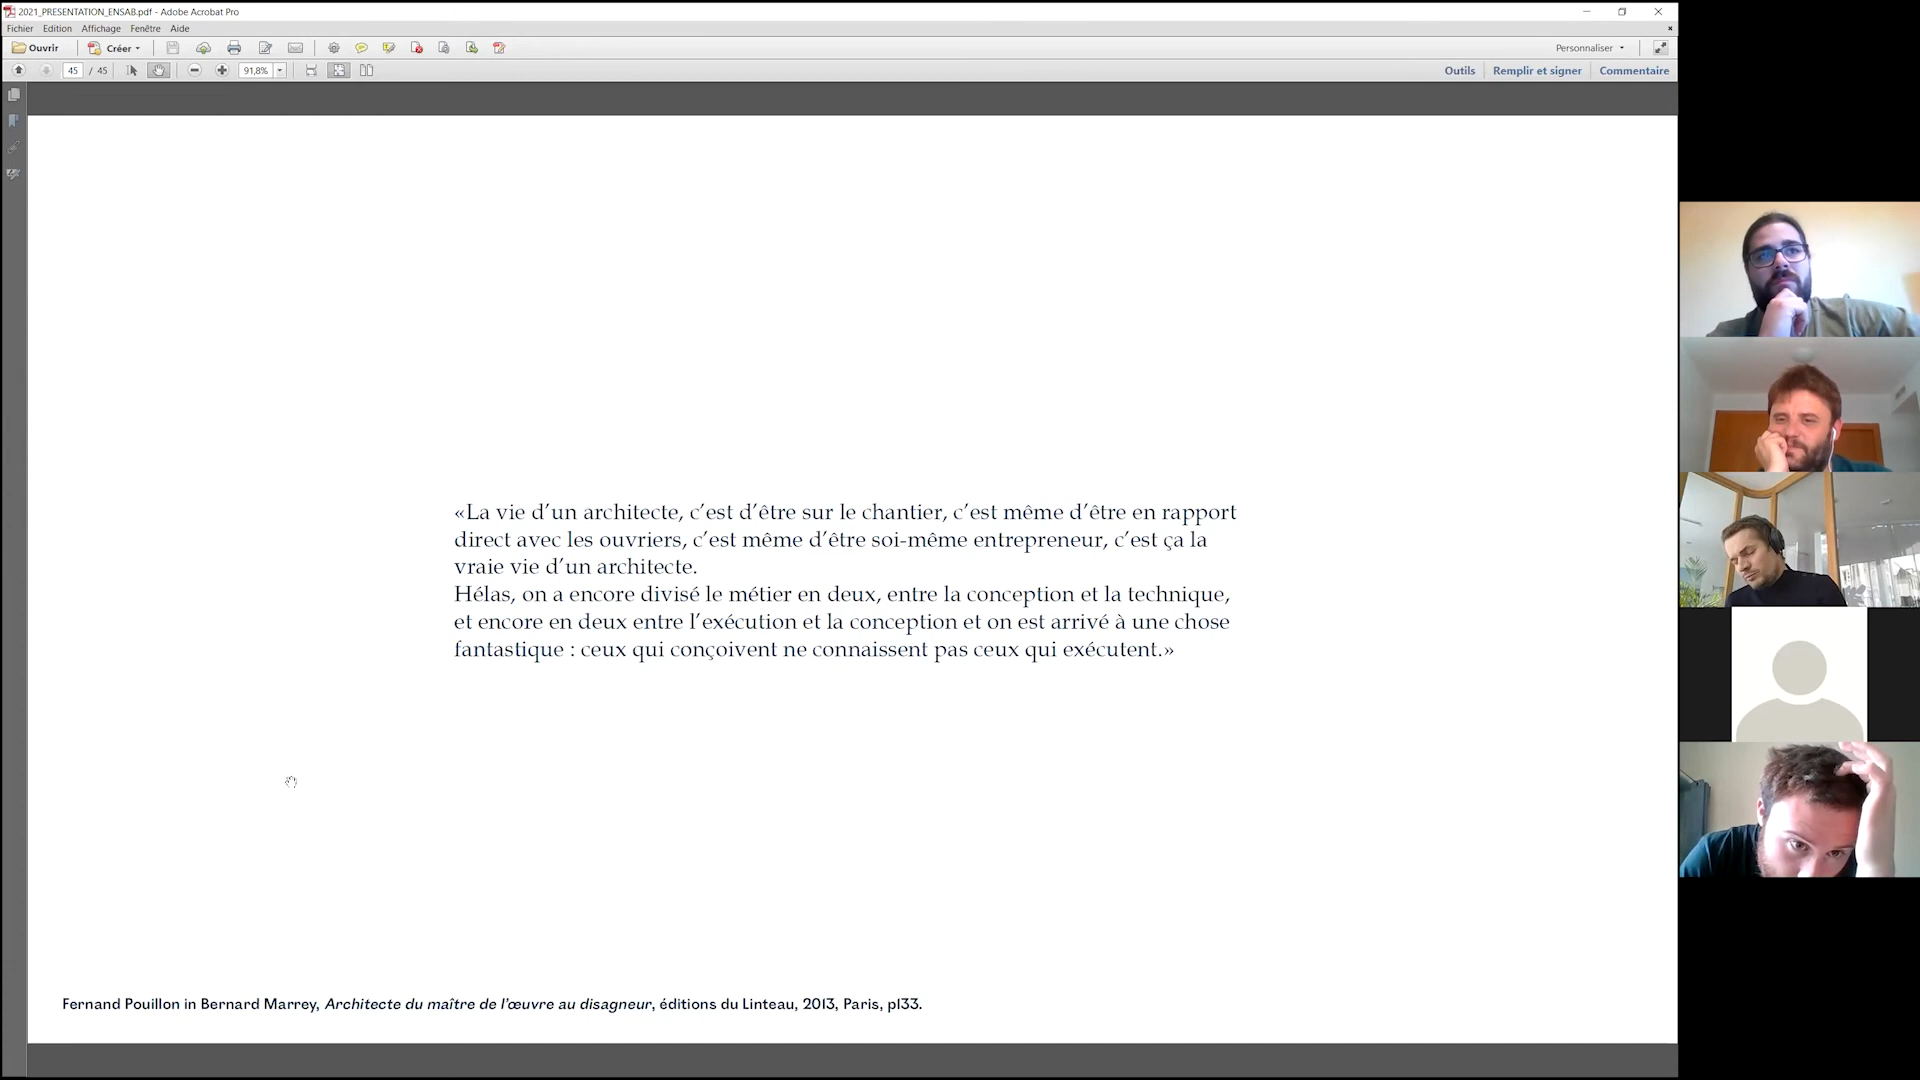 2021_PRESENTATION_ENSAB.pdf - Adobe Acrobat Pro
Fichier Edition Affichage Fenêtre Aide
Ouvrir Créer Personnaliser
45 / 45 91,8% Outils Remplir et signer Commentaire
«La vie d’un architecte, c’est d’être sur le chantier, c’est même d’être en rapport
direct avec les ouvriers, c’est même d’être soi-même entrepreneur, c’est ça la
vraie vie d’un architecte.
Hélas, on a encore divisé le métier en deux, entre la conception et la technique,
et encore en deux entre l’exécution et la conception et on est arrivé à une chose
fantastique : ceux qui conçoivent ne connaissent pas ceux qui exécutent.»
Fernand Pouillon in Bernard Marrey, Architecte du maître de l’œuvre au disagneur, éditions du Linteau, 2013, Paris, p133.